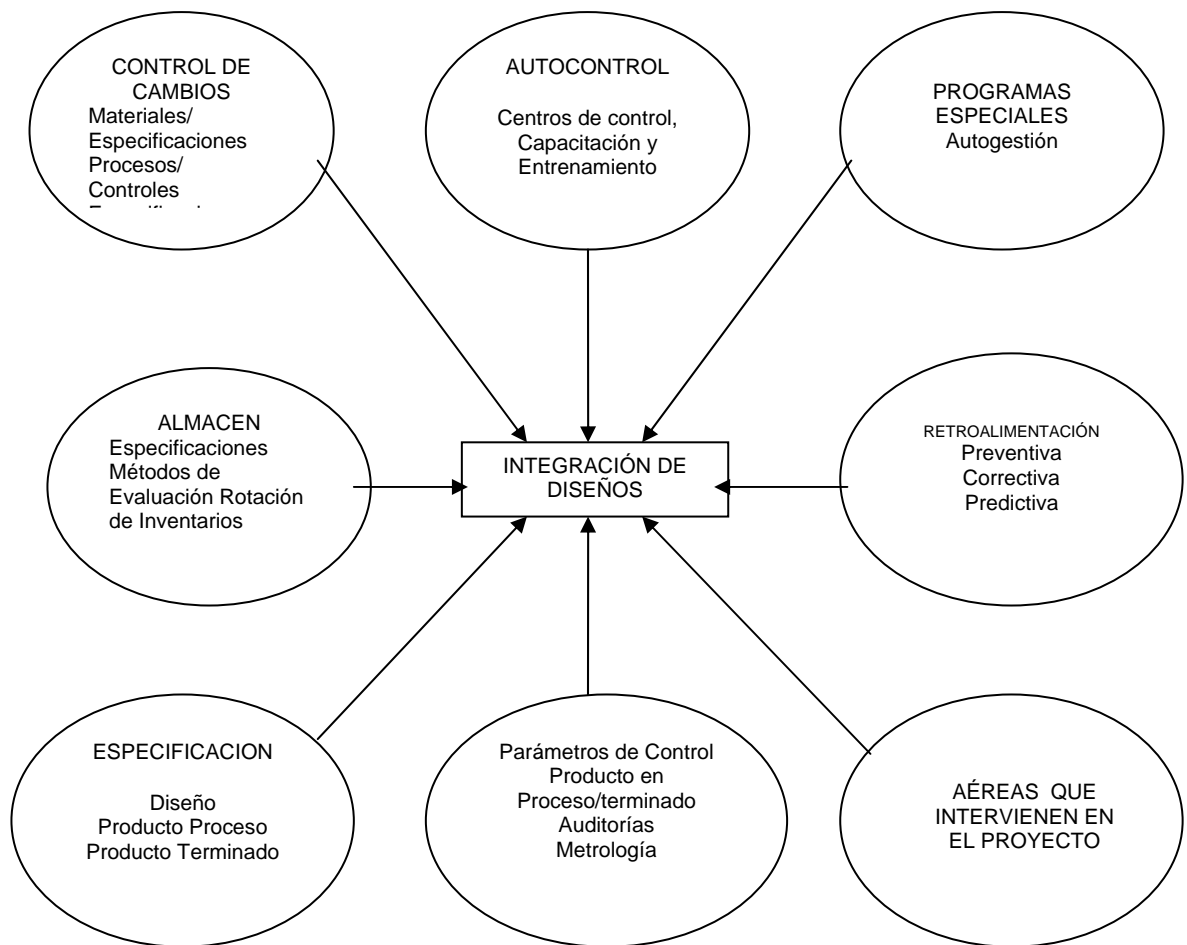 CONTROL DE
CAMBIOS
Materiales/
Especificaciones
Procesos/
Controles
AUTOCONTROL
Centros de control,
Capacitación y
Entrenamiento
PROGRAMAS
ESPECIALES
Autogestión
ALMACEN
Especificaciones
Métodos de
Evaluación Rotación
de Inventarios
INTEGRACIÓN DE
DISEÑOS
RETROALIMENTACIÓN
Preventiva
Correctiva
Predictiva
ESPECIFICACION
Diseño
Producto Proceso
Producto Terminado
Parámetros de Control
Producto en
Proceso/terminado
Auditorías
Metrología
AÉREAS QUE
INTERVIENEN EN
EL PROYECTO